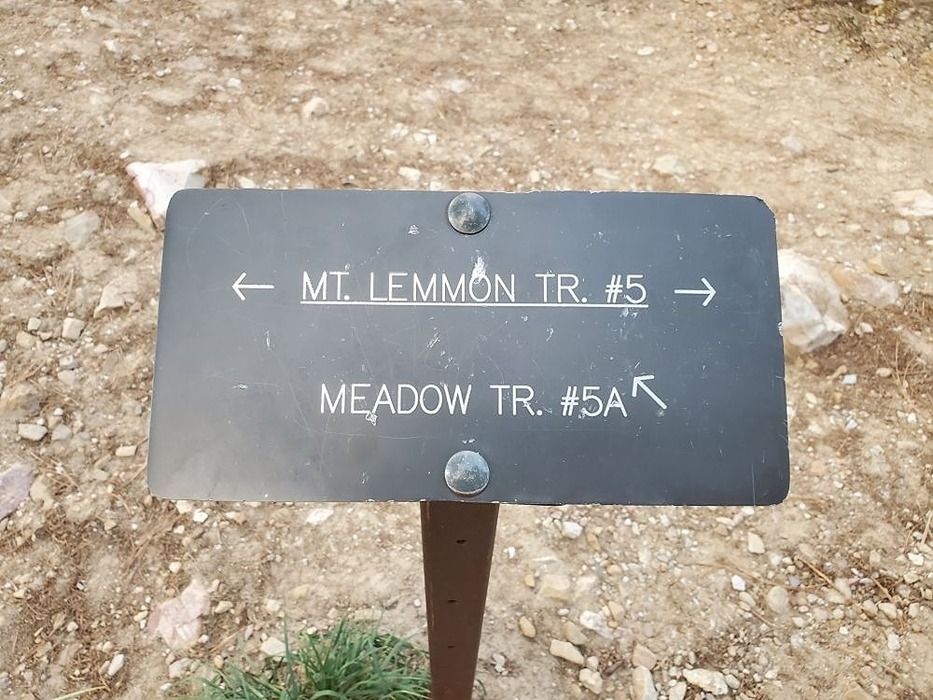 ← MT. LEMMON TR. #5 →
MEADOW TR. #5A ↖